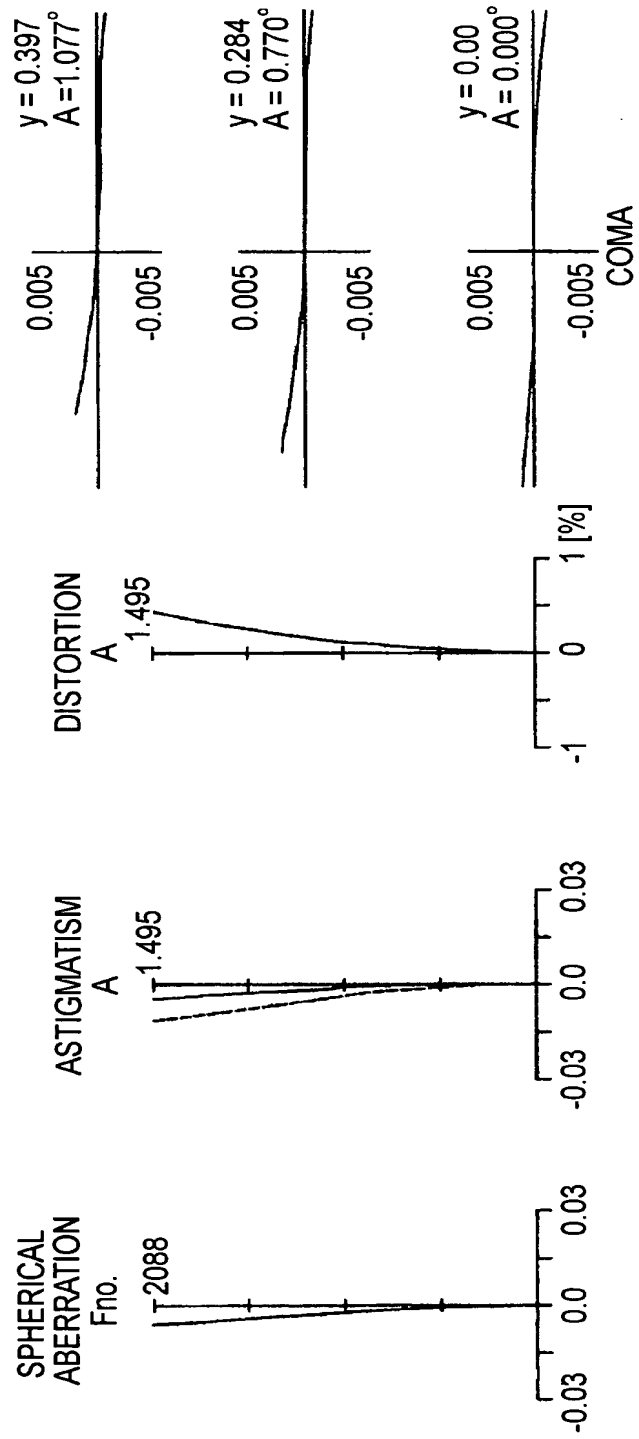 SPHERICAL
ABERRATION
Fno.
2088
-0.03
0.0
0.03
ASTIGMATISM
A
1.495
-0.03
0.0
0.03
DISTORTION
A
1.495
-1
0
1 [%]
0.005
y = 0.397
A =1.077°
-0.005
0.005
y = 0.284
A = 0.770°
-0.005
0.005
y = 0.00
A = 0.000°
-0.005
COMA